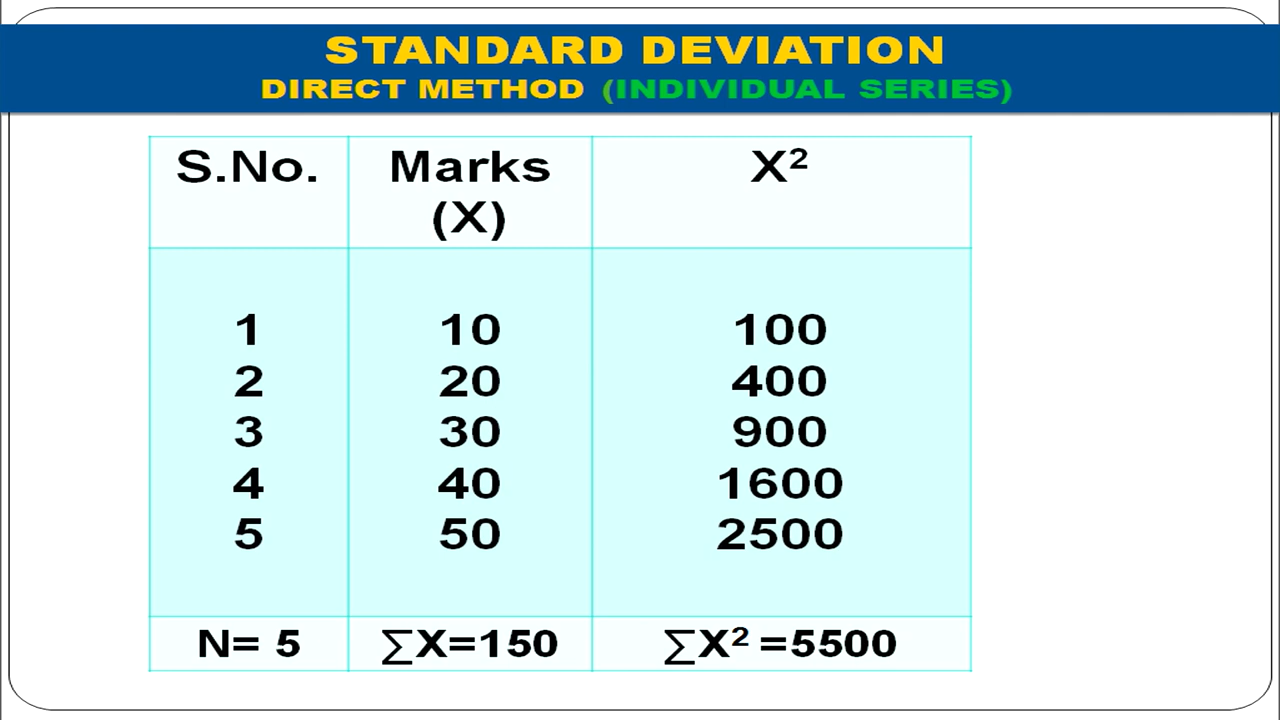 STANDARD DEVIATION
DIRECT METHOD (INDIVIDUAL SERIES)
S.No. Marks (X) X²
1 10 100
2 20 400
3 30 900
4 40 1600
5 50 2500
N= 5 ∑X=150 ∑X² =5500